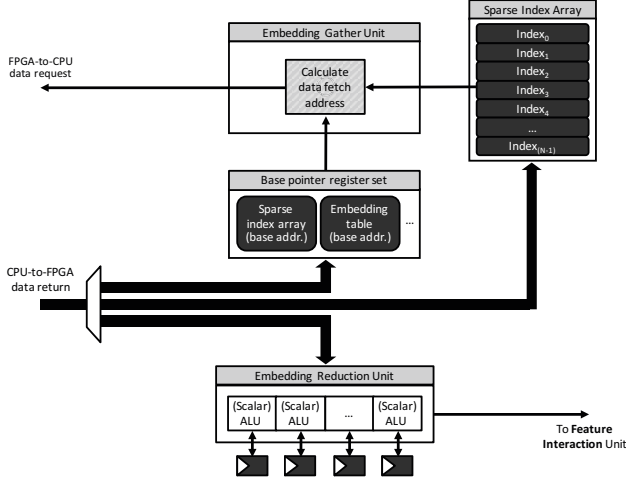 Sparse Index Array
Index0
Index1
Index2
Index3
Index4
...
Index(N-1)
Embedding Gather Unit
Calculate
data fetch
address
FPGA-to-CPU
data request
Base pointer register set
Sparse
index array
(base addr.)
Embedding
table
(base addr.)
...
CPU-to-FPGA
data return
Embedding Reduction Unit
(Scalar)
ALU
(Scalar)
ALU
...
(Scalar)
ALU
To Feature
Interaction Unit